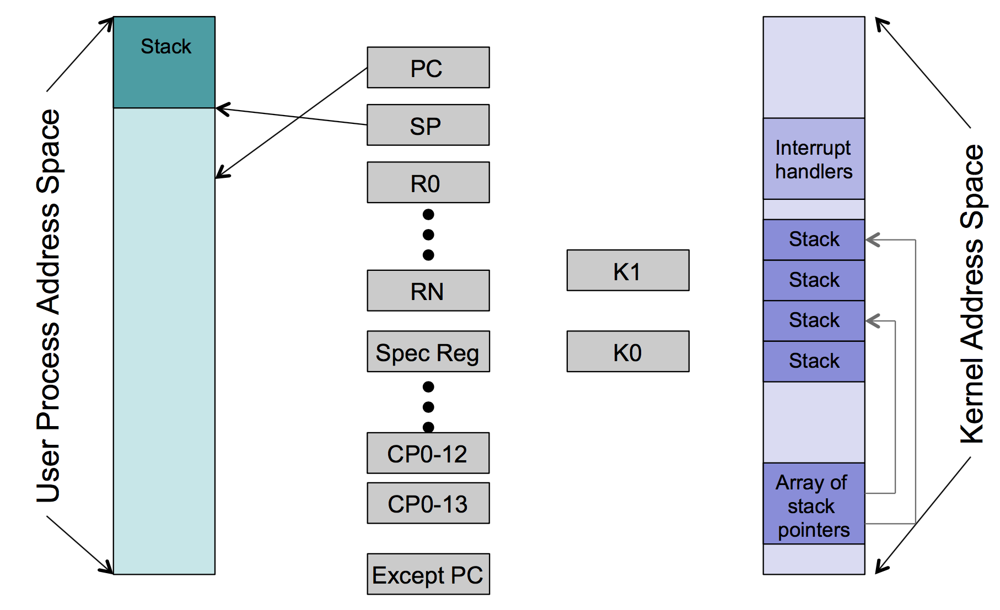 User Process Address Space
Stack
PC
SP
R0
RN
Spec Reg
CP0-12
CP0-13
Except PC
K1
K0
Interrupt
handlers
Stack
Stack
Stack
Stack
Array of
stack
pointers
Kernel Address Space